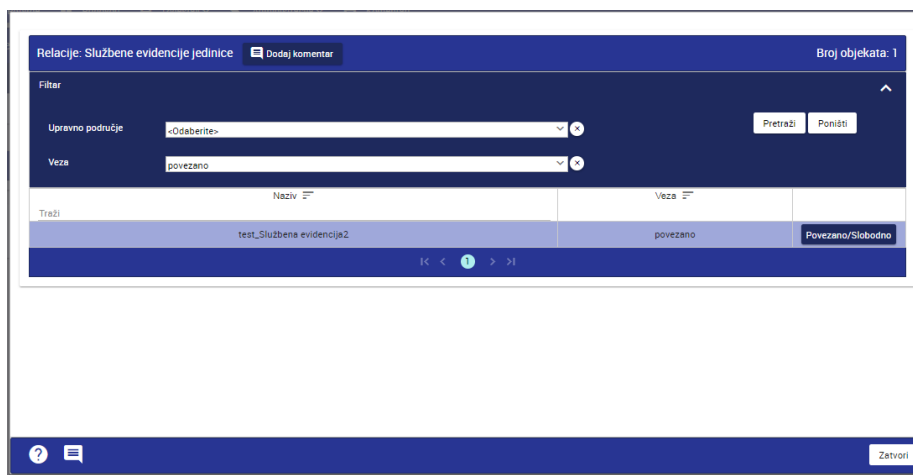 Relacije: Službene evidencije jedinice Dodaj komentar Broj objekata: 1
Filtar
Upravno područje <Odaberite> Pretraži Poništi
Veza povezano
Naziv Veza
Traži
test_Službena evidencija2 povezano Povezano/Slobodno
1
Zatvori